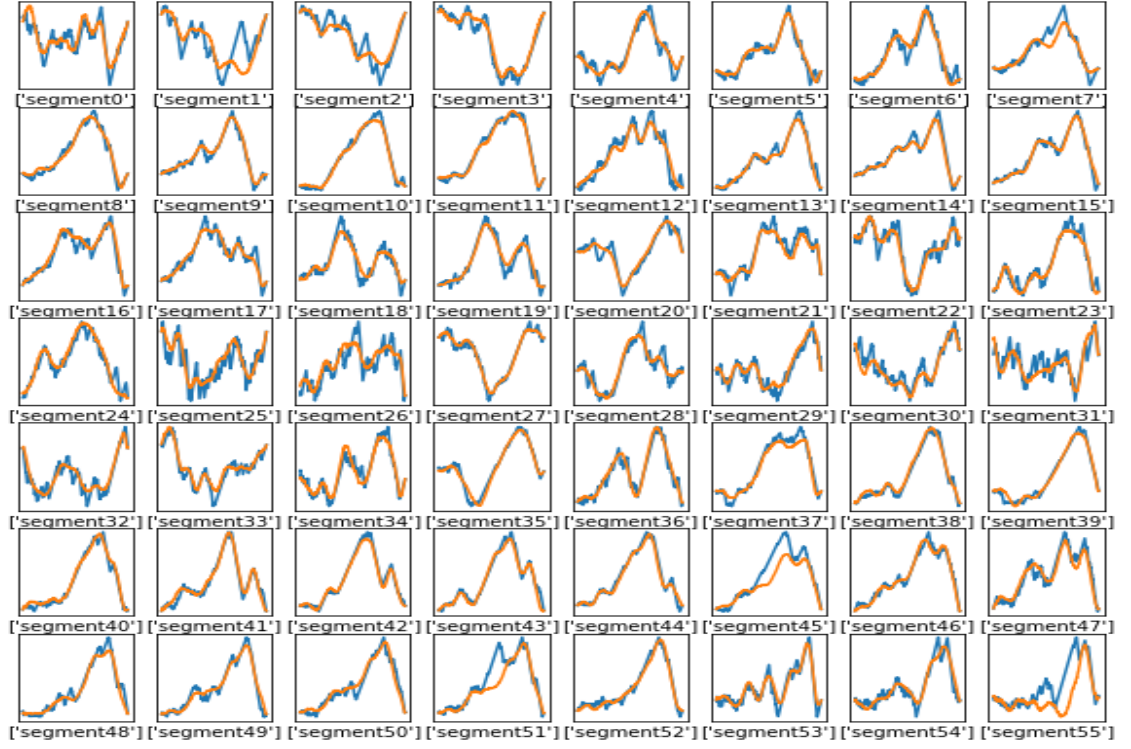 ['segment0'] ['segment1'] ['segment2'] ['segment3'] ['segment4'] ['segment5'] ['segment6'] ['segment7']
['segment8'] ['segment9'] ['segment10'] ['segment11'] ['segment12'] ['segment13'] ['segment14'] ['segment15']
['segment16'] ['segment17'] ['segment18'] ['segment19'] ['segment20'] ['segment21'] ['segment22'] ['segment23']
['segment24'] ['segment25'] ['segment26'] ['segment27'] ['segment28'] ['segment29'] ['segment30'] ['segment31']
['segment32'] ['segment33'] ['segment34'] ['segment35'] ['segment36'] ['segment37'] ['segment38'] ['segment39']
['segment40'] ['segment41'] ['segment42'] ['segment43'] ['segment44'] ['segment45'] ['segment46'] ['segment47']
['segment48'] ['segment49'] ['segment50'] ['segment51'] ['segment52'] ['segment53'] ['segment54'] ['segment55']